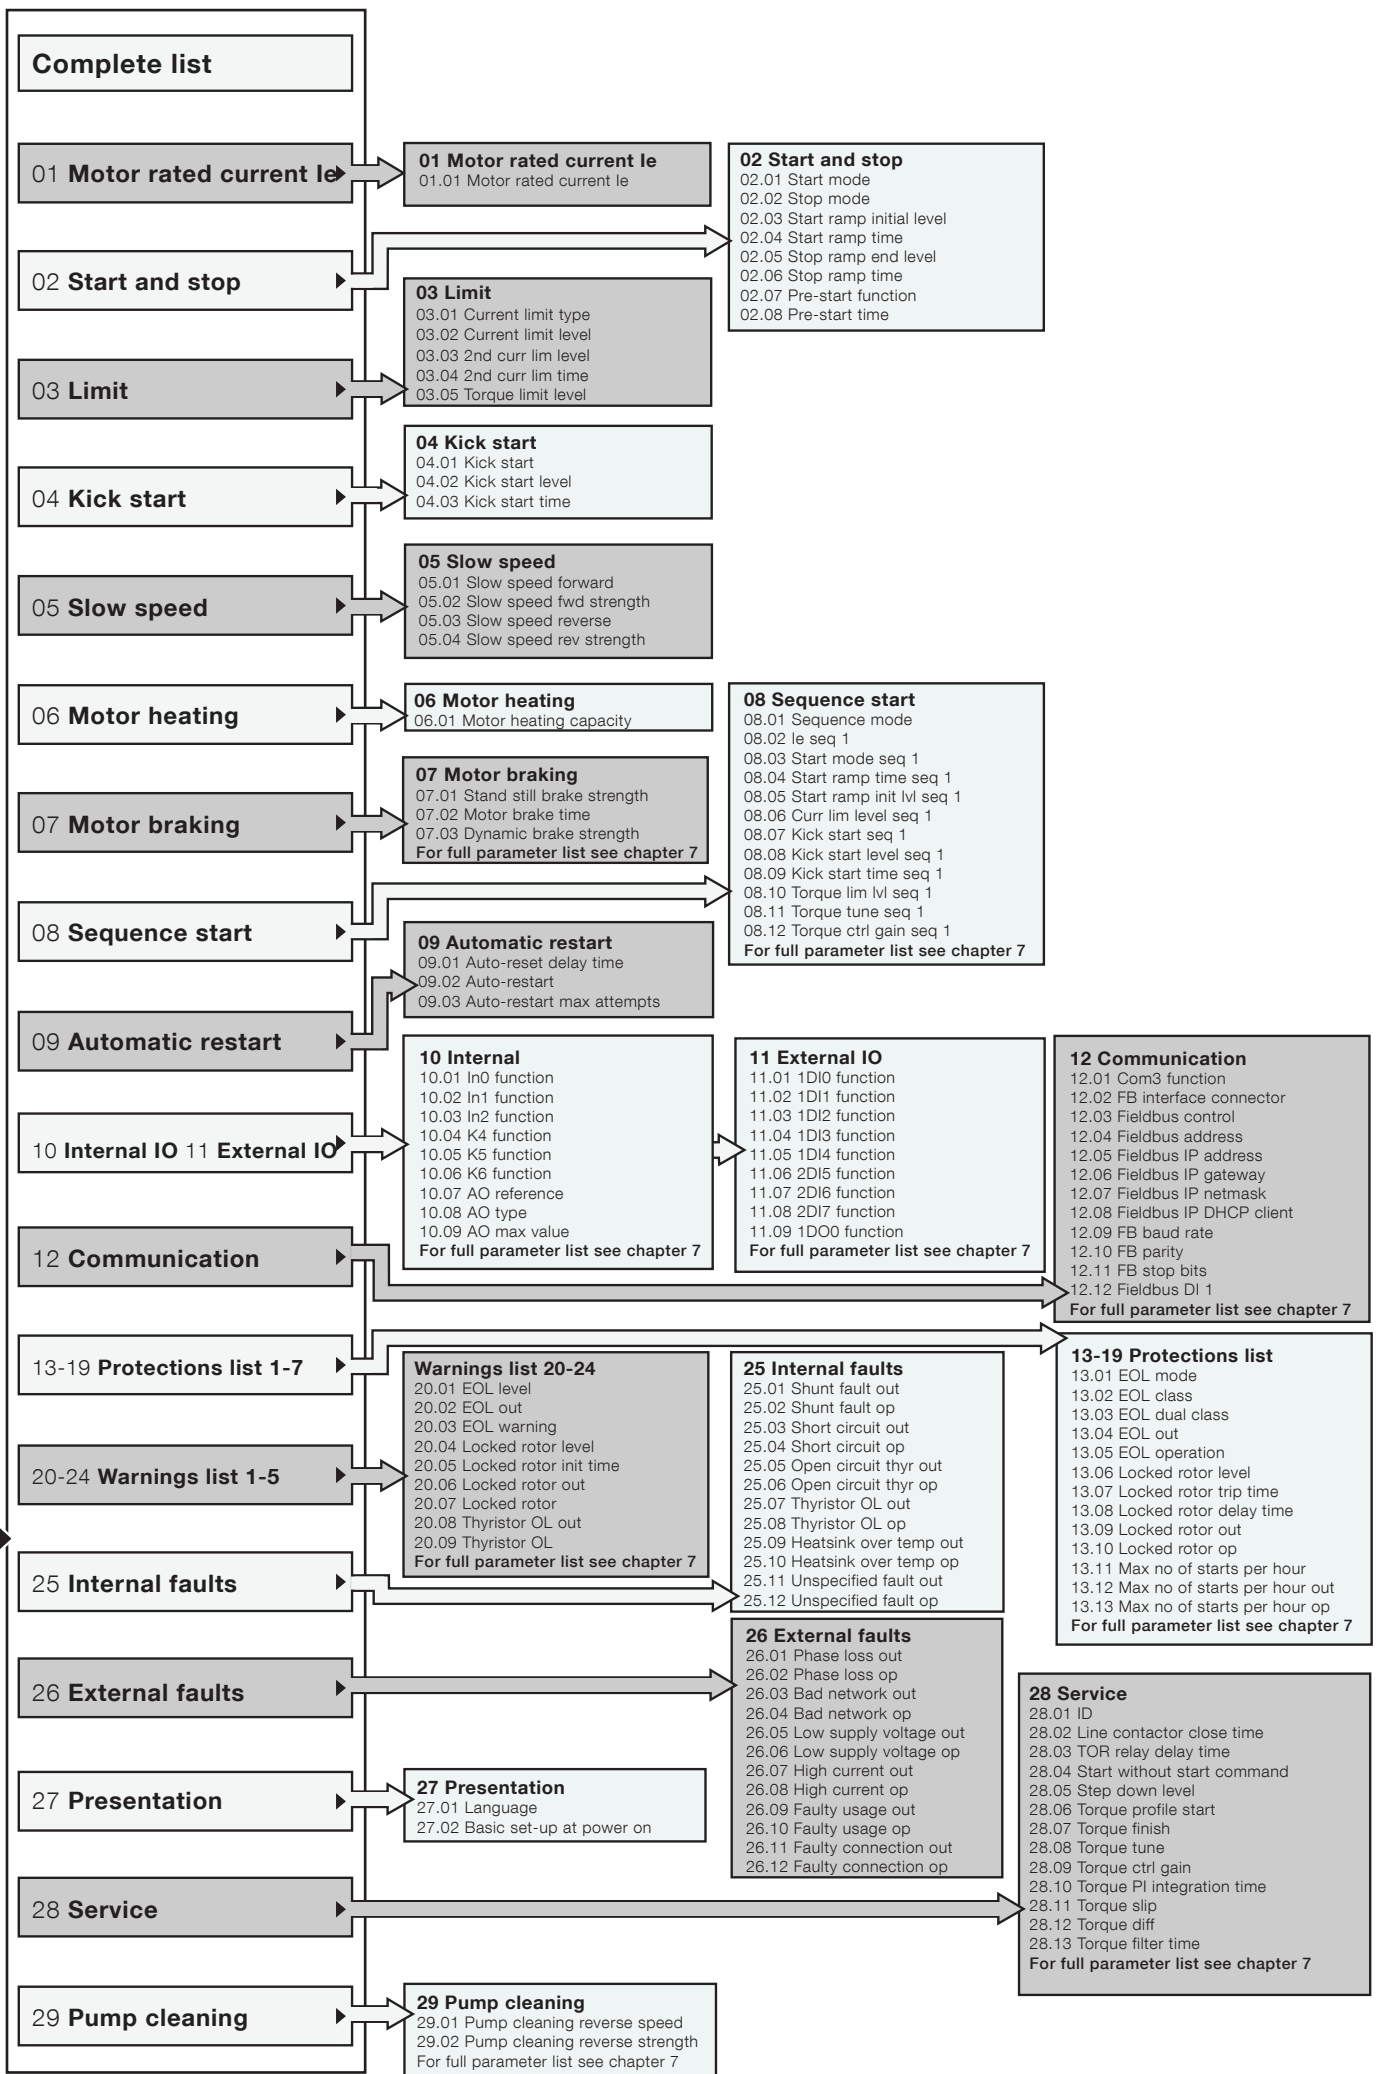 Complete list
01 Motor rated current Ie
01 Motor rated current Ie
01.01 Motor rated current Ie
02 Start and stop
02 Start and stop
02.01 Start mode
02.02 Stop mode
02.03 Start ramp initial level
02.04 Start ramp time
02.05 Stop ramp end level
02.06 Stop ramp time
02.07 Pre-start function
02.08 Pre-start time
03 Limit
03 Limit
03.01 Current limit type
03.02 Current limit level
03.03 2nd curr lim level
03.04 2nd curr lim time
03.05 Torque limit level
04 Kick start
04 Kick start
04.01 Kick start
04.02 Kick start level
04.03 Kick start time
05 Slow speed
05 Slow speed
05.01 Slow speed forward
05.02 Slow speed fwd strength
05.03 Slow speed reverse
05.04 Slow speed rev strength
06 Motor heating
06 Motor heating
06.01 Motor heating capacity
07 Motor braking
07 Motor braking
07.01 Stand still brake strength
07.02 Motor brake time
07.03 Dynamic brake strength
For full parameter list see chapter 7
08 Sequence start
08 Sequence start
08.01 Sequence mode
08.02 Ie seq 1
08.03 Start mode seq 1
08.04 Start ramp time seq 1
08.05 Start ramp init lvl seq 1
08.06 Curr lim level seq 1
08.07 Kick start seq 1
08.08 Kick start level seq 1
08.09 Kick start time seq 1
08.10 Torque lim lvl seq 1
08.11 Torque tune seq 1
08.12 Torque ctrl gain seq 1
For full parameter list see chapter 7
09 Automatic restart
09 Automatic restart
09.01 Auto-reset delay time
09.02 Auto-restart
09.03 Auto-restart max attempts
10 Internal IO 11 External IO
10 Internal
10.01 In0 function
10.02 In1 function
10.03 In2 function
10.04 K4 function
10.05 K5 function
10.06 K6 function
10.07 AO reference
10.08 AO type
10.09 AO max value
For full parameter list see chapter 7
11 External IO
11.01 1DI0 function
11.02 1DI1 function
11.03 1DI2 function
11.04 1DI3 function
11.05 1DI4 function
11.06 2DI5 function
11.07 2DI6 function
11.08 2DI7 function
11.09 1DO0 function
For full parameter list see chapter 7
12 Communication
12 Communication
12.01 Com3 function
12.02 FB interface connector
12.03 Fieldbus control
12.04 Fieldbus address
12.05 Fieldbus IP address
12.06 Fieldbus IP gateway
12.07 Fieldbus IP netmask
12.08 Fieldbus IP DHCP client
12.09 FB baud rate
12.10 FB parity
12.11 FB stop bits
12.12 Fieldbus DI 1
For full parameter list see chapter 7
13-19 Protections list 1-7
13-19 Protections list
13.01 EOL mode
13.02 EOL class
13.03 EOL dual class
13.04 EOL out
13.05 EOL operation
13.06 Locked rotor level
13.07 Locked rotor trip time
13.08 Locked rotor delay time
13.09 Locked rotor out
13.10 Locked rotor op
13.11 Max no of starts per hour
13.12 Max no of starts per hour out
13.13 Max no of starts per hour op
For full parameter list see chapter 7
20-24 Warnings list 1-5
Warnings list 20-24
20.01 EOL level
20.02 EOL out
20.03 EOL warning
20.04 Locked rotor level
20.05 Locked rotor init time
20.06 Locked rotor out
20.07 Locked rotor
20.08 Thyristor OL out
20.09 Thyristor OL
For full parameter list see chapter 7
25 Internal faults
25 Internal faults
25.01 Shunt fault out
25.02 Shunt fault op
25.03 Short circuit out
25.04 Short circuit op
25.05 Open circuit thyr out
25.06 Open circuit thyr op
25.07 Thyristor OL out
25.08 Thyristor OL op
25.09 Heatsink over temp out
25.10 Heatsink over temp op
25.11 Unspecified fault out
25.12 Unspecified fault op
26 External faults
26 External faults
26.01 Phase loss out
26.02 Phase loss op
26.03 Bad network out
26.04 Bad network op
26.05 Low supply voltage out
26.06 Low supply voltage op
26.07 High current out
26.08 High current op
26.09 Faulty usage out
26.10 Faulty usage op
26.11 Faulty connection out
26.12 Faulty connection op
27 Presentation
27 Presentation
27.01 Language
27.02 Basic set-up at power on
28 Service
28 Service
28.01 ID
28.02 Line contactor close time
28.03 TOR relay delay time
28.04 Start without start command
28.05 Step down level
28.06 Torque profile start
28.07 Torque finish
28.08 Torque tune
28.09 Torque ctrl gain
28.10 Torque PI integration time
28.11 Torque slip
28.12 Torque diff
28.13 Torque filter time
For full parameter list see chapter 7
29 Pump cleaning
29 Pump cleaning
29.01 Pump cleaning reverse speed
29.02 Pump cleaning reverse strength
For full parameter list see chapter 7